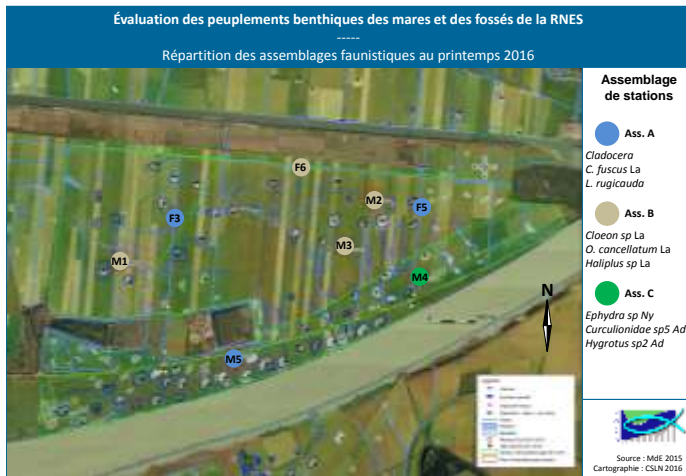 Évaluation des peuplements benthiques des mares et des fossés de la RNES
-----
Répartition des assemblages faunistiques au printemps 2016
Assemblage
de stations
Ass. A
Cladocera
C. fuscus La
L. rugicauda
Ass. B
Cloeon sp La
O. cancellatum La
Haliplus sp La
Ass. C
Ephydra sp Ny
Curculionidae sp5 Ad
Hygrotus sp2 Ad
F6
M2
F5
F3
M3
M1
M4
M5
N
Source : MdE 2015
Cartographie : CSLN 2016